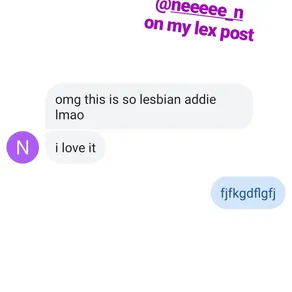 @neeeee_n
on my lex post
omg this is so lesbian addie
lmao
N
i love it
fjfkgdflgfj